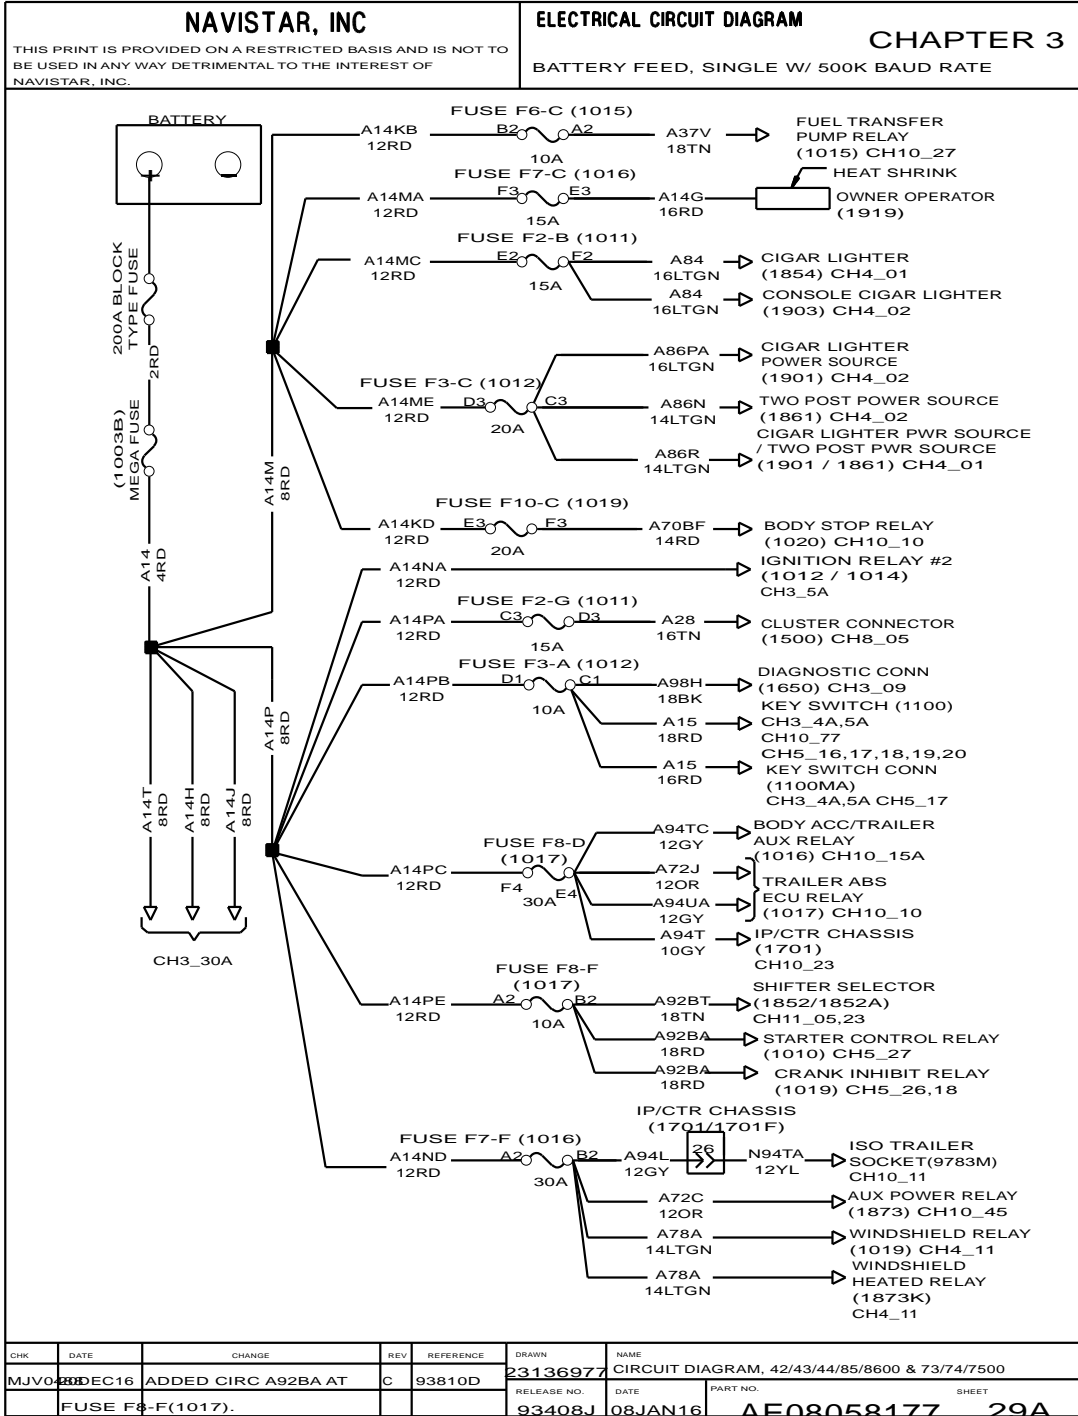 NAVISTAR, INC
THIS PRINT IS PROVIDED ON A RESTRICTED BASIS AND IS NOT TO
BE USED IN ANY WAY DETRIMENTAL TO THE INTEREST OF
NAVISTAR, INC.
ELECTRICAL CIRCUIT DIAGRAM
CHAPTER 3
BATTERY FEED, SINGLE W/ 500K BAUD RATE
BATTERY
200A BLOCK
TYPE FUSE
2RD
(1003B)
MEGA FUSE
A14
4RD
A14M
8RD
A14P
8RD
A14T
8RD
A14H
8RD
A14J
8RD
CH3_30A
FUSE F6-C (1015)
A14KB
12RD
B2
A2
10A
A37V
18TN
FUEL TRANSFER
PUMP RELAY
(1015) CH10_27
FUSE F7-C (1016)
A14MA
12RD
F3
E3
15A
A14G
16RD
HEAT SHRINK
OWNER OPERATOR
(1919)
FUSE F2-B (1011)
A14MC
12RD
E2
F2
15A
A84
16LTGN
CIGAR LIGHTER
(1854) CH4_01
A84
16LTGN
CONSOLE CIGAR LIGHTER
(1903) CH4_02
A86PA
16LTGN
CIGAR LIGHTER
POWER SOURCE
(1901) CH4_02
FUSE F3-C (1012)
A14ME
12RD
D3
C3
20A
A86N
14LTGN
TWO POST POWER SOURCE
(1861) CH4_02
A86R
14LTGN
CIGAR LIGHTER PWR SOURCE
/ TWO POST PWR SOURCE
(1901 / 1861) CH4_01
FUSE F10-C (1019)
A14KD
12RD
E3
F3
20A
A70BF
14RD
BODY STOP RELAY
(1020) CH10_10
A14NA
12RD
IGNITION RELAY #2
(1012 / 1014)
CH3_5A
FUSE F2-G (1011)
A14PA
12RD
C3
D3
15A
A28
16TN
CLUSTER CONNECTOR
(1500) CH8_05
FUSE F3-A (1012)
A14PB
12RD
D1
C1
10A
A98H
18BK
DIAGNOSTIC CONN
(1650) CH3_09
A15
18RD
KEY SWITCH (1100)
CH3_4A,5A
CH10_77
CH5_16,17,18,19,20
A15
16RD
KEY SWITCH CONN
(1100MA)
CH3_4A,5A CH5_17
A94TC
12GY
BODY ACC/TRAILER
AUX RELAY
(1016) CH10_15A
FUSE F8-D
(1017)
A14PC
12RD
F4
E4
30A
A72J
12OR
A94UA
12GY
TRAILER ABS
ECU RELAY
(1017) CH10_10
A94T
10GY
IP/CTR CHASSIS
(1701)
CH10_23
FUSE F8-F
(1017)
A14PE
12RD
A2
B2
10A
A92BT
18TN
SHIFTER SELECTOR
(1852/1852A)
CH11_05,23
A92BA
18RD
STARTER CONTROL RELAY
(1010) CH5_27
A92BA
18RD
CRANK INHIBIT RELAY
(1019) CH5_26,18
IP/CTR CHASSIS
(1701/1701F)
FUSE F7-F (1016)
A14ND
12RD
A2
B2
30A
A94L
12GY
26
N94TA
12YL
ISO TRAILER
SOCKET(9783M)
CH10_11
A72C
12OR
AUX POWER RELAY
(1873) CH10_45
A78A
14LTGN
WINDSHIELD RELAY
(1019) CH4_11
A78A
14LTGN
WINDSHIELD
HEATED RELAY
(1873K)
CH4_11
CHK DATE CHANGE REV REFERENCE
20DEC16 ADDED CIRC A92BA AT C 93810D
FUSE F8-F(1017).
DRAWN
23136977
NAME
CIRCUIT DIAGRAM, 42/43/44/85/8600 & 73/74/7500
RELEASE NO.
93408J
DATE
08JAN16
PART NO.
AE08058177
SHEET
29A